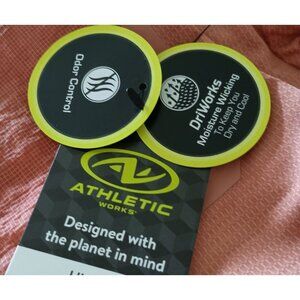 Odor Control
DriWorks
Moisture Wicking
To Keep You
Dry and Cool
ATHLETIC
WORKS
Designed with
the planet in mind